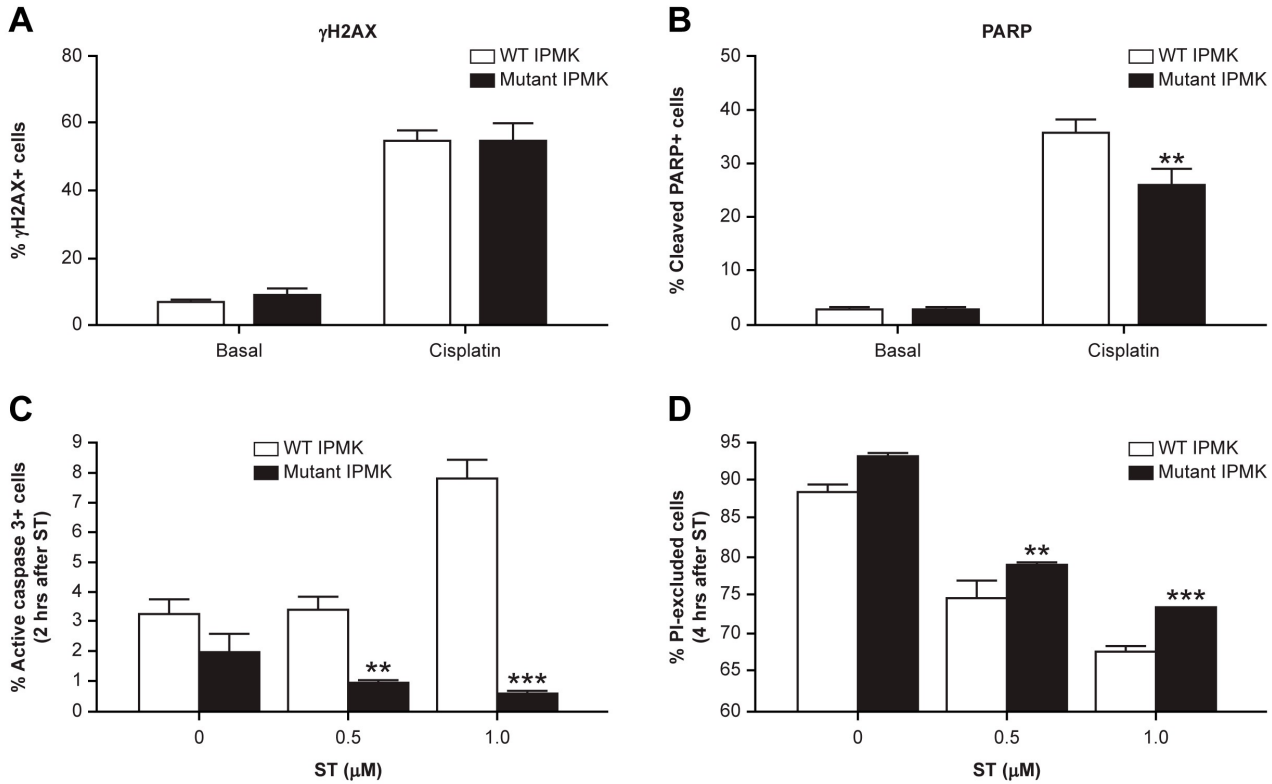 A
γH2AX
WT IPMK
Mutant IPMK
% γH2AX+ cells
80
60
40
20
0
Basal
Cisplatin
B
PARP
WT IPMK
Mutant IPMK
% Cleaved PARP+ cells
50
40
30
20
10
0
**
Basal
Cisplatin
C
WT IPMK
Mutant IPMK
% Active caspase 3+ cells
(2 hrs after ST)
9
8
7
6
5
4
3
2
1
0
**
***
0
0.5
1.0
ST (μM)
D
WT IPMK
Mutant IPMK
% PI-excluded cells
(4 hrs after ST)
95
90
85
80
75
70
65
60
**
***
0
0.5
1.0
ST (μM)